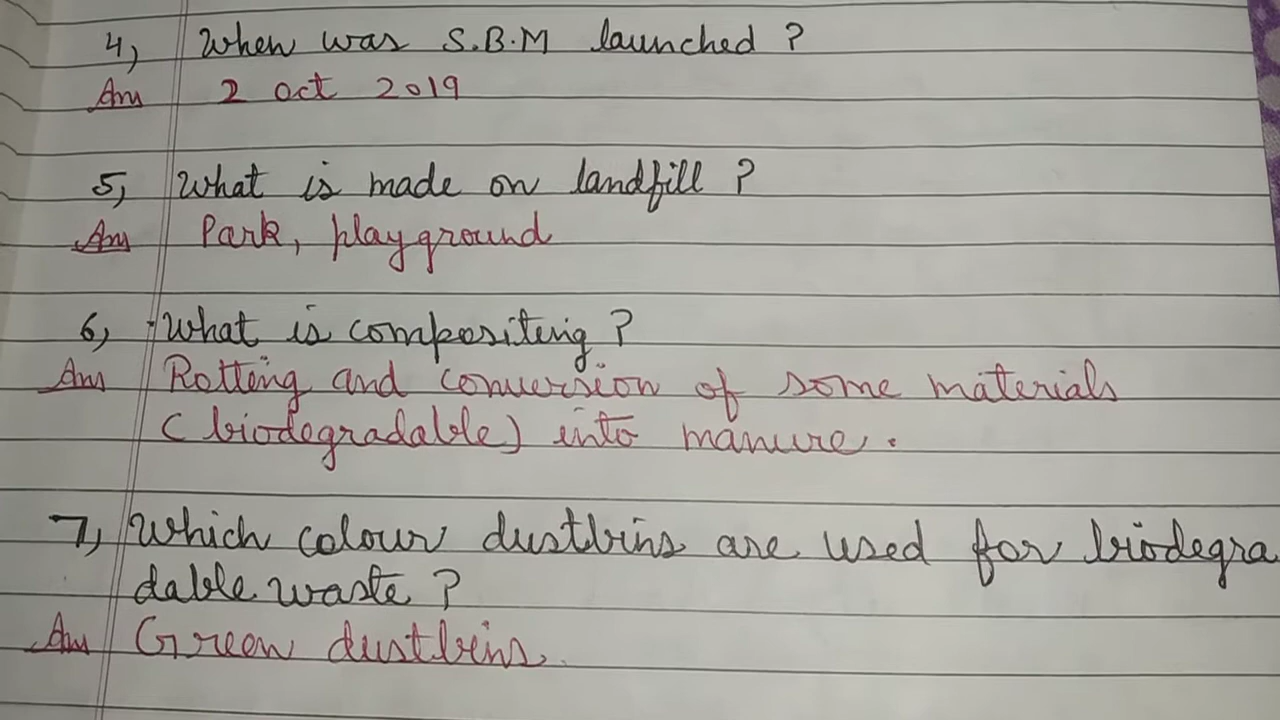 4, When was S.B.M launched ?
Ans 2 Oct 2019
5, What is made on landfill ?
Ans Park, playground
6, What is compositing ?
Ans Rotting and conversion of some materials
(biodegradable) into manure.
7, Which colour dustbins are used for biodegra
dable waste ?
Ans Green dustbins.